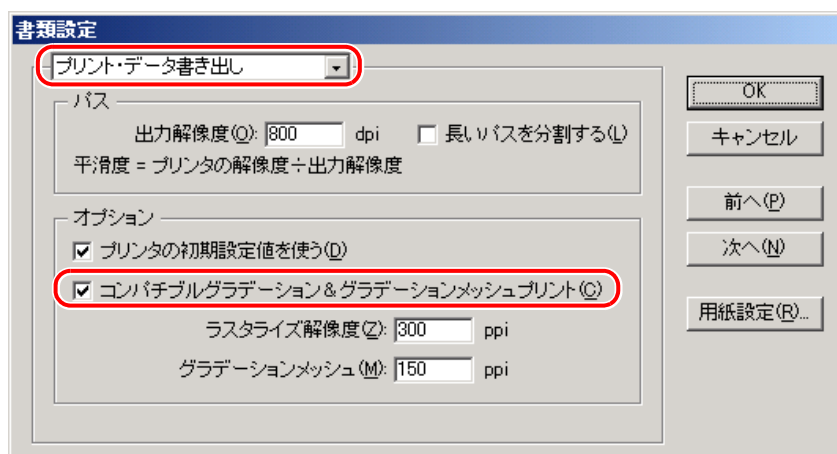 書類設定
プリント・データ書き出し
パス
出力解像度(O): 800 dpi 長いパスを分割する(L)
平滑度 = プリンタの解像度÷出力解像度
オプション
プリンタの初期設定値を使う(D)
コンパチブルグラデーション&グラデーションメッシュプリント(C)
ラスタライズ解像度(Z): 300 ppi
グラデーションメッシュ(M): 150 ppi
OK
キャンセル
前へ(P)
次へ(N)
用紙設定(R)...